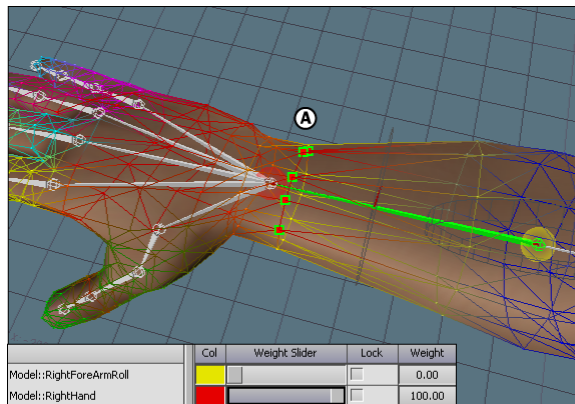 A
Col Weight Slider Lock Weight
Model::RightForeArmRoll 0.00
Model::RightHand 100.00